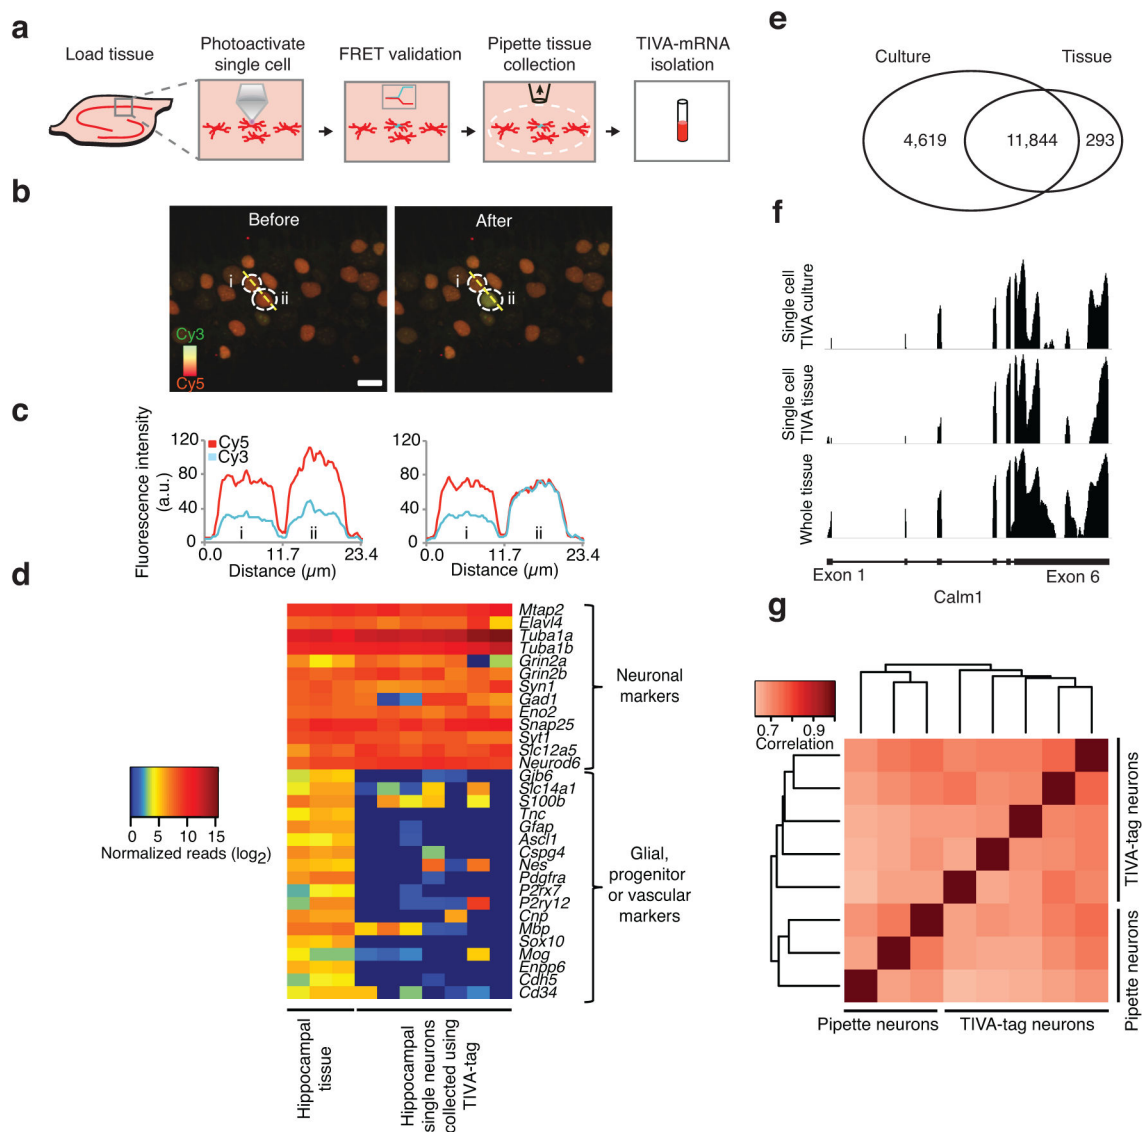 a
Load tissue
Photoactivate
single cell
FRET validation
Pipette tissue
collection
TIVA-mRNA
isolation
b
Before
After
i
ii
i
ii
Cy3
Cy5
c
Fluorescence intensity
(a.u.)
120
80
40
0
Cy5
Cy3
i
ii
0.0
11.7
23.4
Distance (µm)
120
80
40
0
i
ii
0.0
11.7
23.4
Distance (µm)
d
0
5
10
15
Normalized reads (log2)
Mtap2
Elavl4
Tuba1a
Tuba1b
Grin2a
Grin2b
Syn1
Gad1
Eno2
Snap25
Syt1
Slc12a5
Neurod6
Gjb6
Slc14a1
S100b
Tnc
Gfap
Ascl1
Cspg4
Nes
Pdgfra
P2rx7
P2ry12
Cnp
Mbp
Sox10
Mog
Enpp6
Cdh5
Cd34
Neuronal
markers
Glial,
progenitor
or vascular
markers
Hippocampal
tissue
Hippocampal
single neurons
collected using
TIVA-tag
e
Culture
Tissue
4,619
11,844
293
f
Single cell
TIVA culture
Single cell
TIVA tissue
Whole tissue
Exon 1
Exon 6
Calm1
g
0.7
0.9
Correlation
TIVA-tag neurons
Pipette neurons
Pipette neurons
TIVA-tag neurons